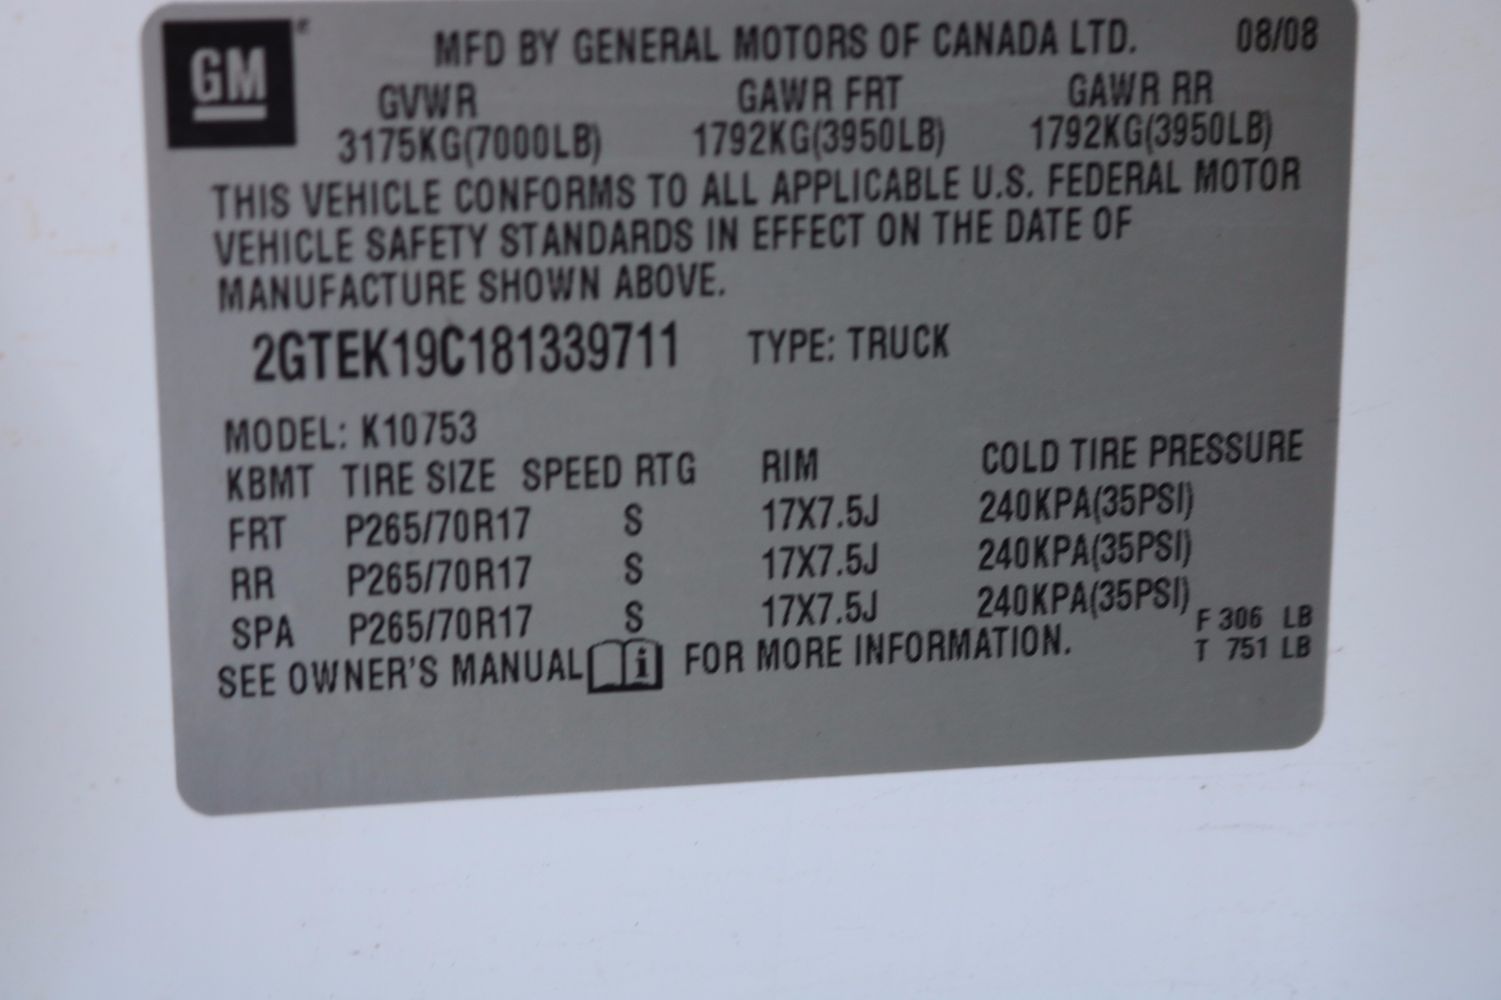 GM® MFD BY GENERAL MOTORS OF CANADA LTD. 08/08
GVWR GAWR FRT GAWR RR
3175KG(7000LB) 1792KG(3950LB) 1792KG(3950LB)
THIS VEHICLE CONFORMS TO ALL APPLICABLE U.S. FEDERAL MOTOR
VEHICLE SAFETY STANDARDS IN EFFECT ON THE DATE OF
MANUFACTURE SHOWN ABOVE.
2GTEK19C181339711 TYPE: TRUCK
MODEL: K10753
KBMT TIRE SIZE SPEED RTG RIM COLD TIRE PRESSURE
FRT P265/70R17 S 17X7.5J 240KPA(35PSI)
RR P265/70R17 S 17X7.5J 240KPA(35PSI)
SPA P265/70R17 S 17X7.5J 240KPA(35PSI)
F 306 LB
SEE OWNER'S MANUAL i FOR MORE INFORMATION. T 751 LB